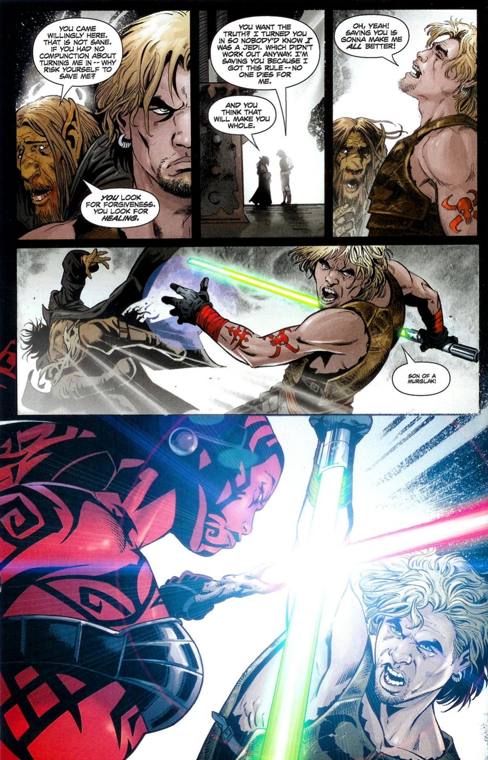 YOU CAME
WILLINGLY HERE.
THAT IS NOT SANE.
IF YOU HAD NO
COMPUNCTION ABOUT
TURNING ME IN -- WHY
RISK YOURSELF TO
SAVE ME?
YOU LOOK
FOR FORGIVENESS.
YOU LOOK FOR
HEALING.
YOU WANT THE
TRUTH? I TURNED YOU
IN SO NOBODY'D KNOW I
WAS A JEDI. WHICH DIDN'T
WORK OUT ANYWAY. I'M
SAVING YOU BECAUSE I
GOT THIS RULE -- NO
ONE DIES FOR
ME.
AND YOU
THINK THAT
WILL MAKE YOU
WHOLE.
OH, YEAH!
SAVING YOU IS
GONNA MAKE ME
ALL BETTER!
SON OF A
MURGLAK!